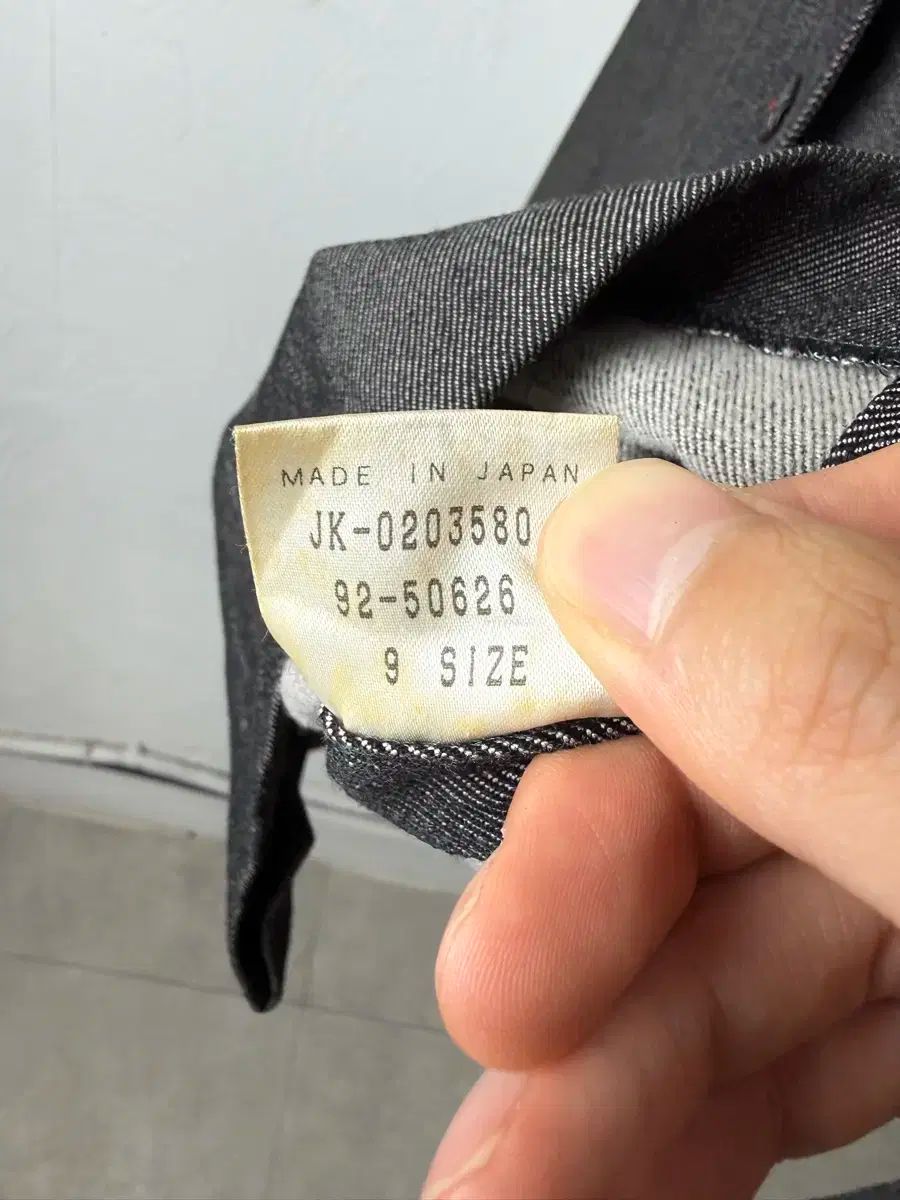 MADE IN JAPAN
JK-0203580
92-50626
9 SIZE